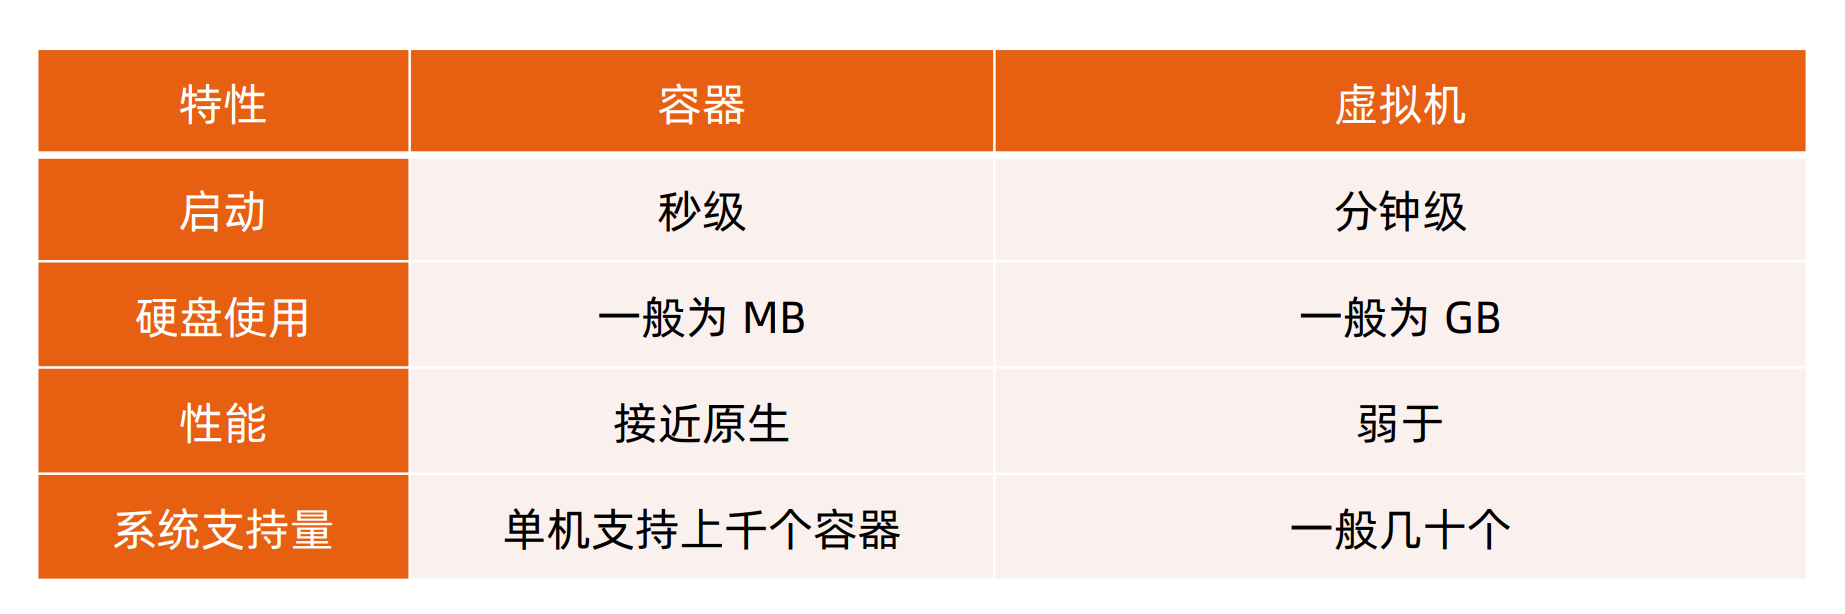 特性 容器 虚拟机
启动 秒级 分钟级
硬盘使用 一般为 MB 一般为 GB
性能 接近原生 弱于
系统支持量 单机支持上千个容器 一般几十个